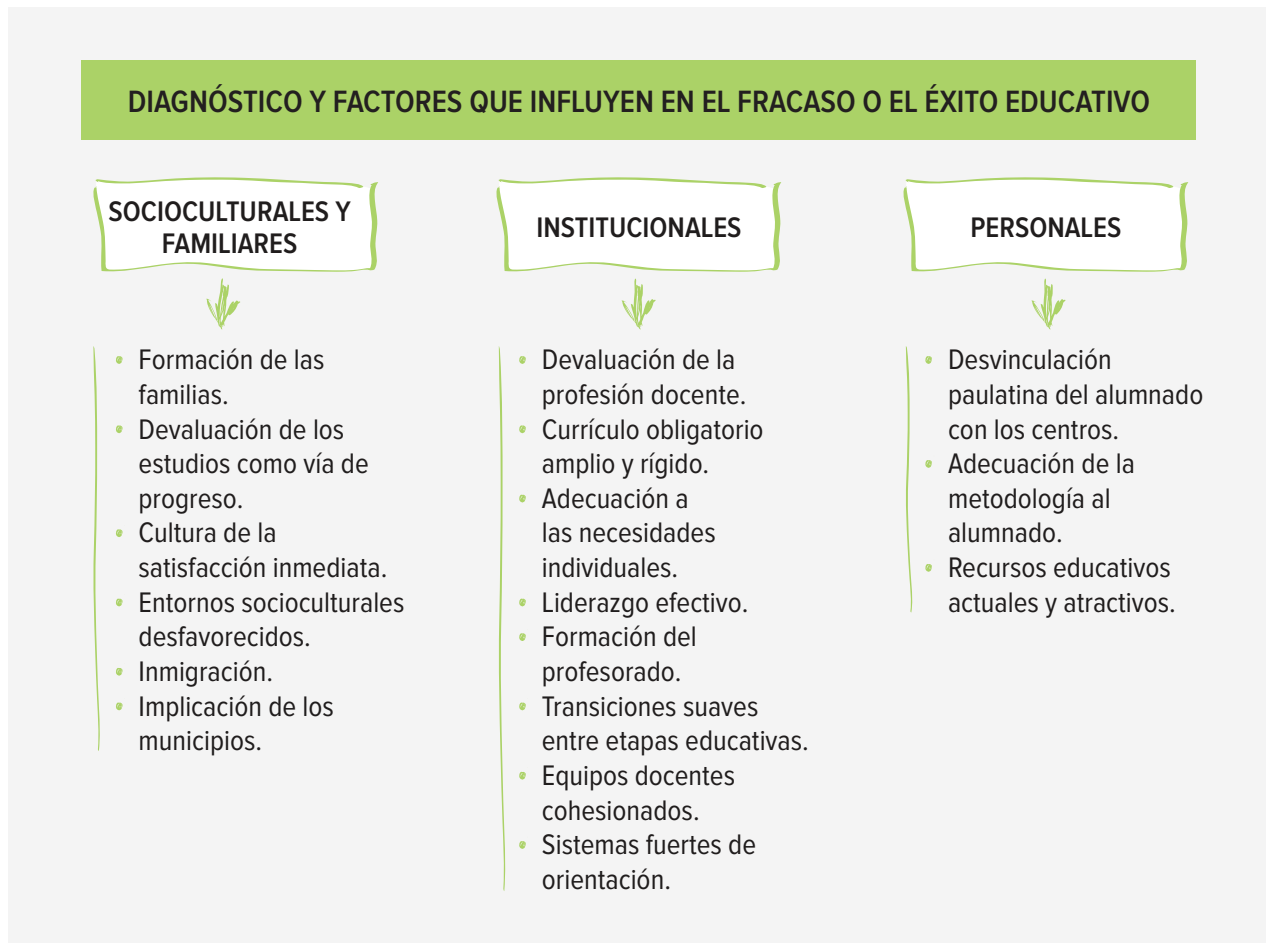 DIAGNÓSTICO Y FACTORES QUE INFLUYEN EN EL FRACASO O EL ÉXITO EDUCATIVO
SOCIOCULTURALES Y
FAMILIARES
• Formación de las
familias.
• Devaluación de los
estudios como vía de
progreso.
• Cultura de la
satisfacción inmediata.
• Entornos socioculturales
desfavorecidos.
• Inmigración.
• Implicación de los
municipios.
INSTITUCIONALES
• Devaluación de la
profesión docente.
• Currículo obligatorio
amplio y rígido.
• Adecuación a
las necesidades
individuales.
• Liderazgo efectivo.
• Formación del
profesorado.
• Transiciones suaves
entre etapas educativas.
• Equipos docentes
cohesionados.
• Sistemas fuertes de
orientación.
PERSONALES
• Desvinculación
paulatina del alumnado
con los centros.
• Adecuación de la
metodología al
alumnado.
• Recursos educativos
actuales y atractivos.